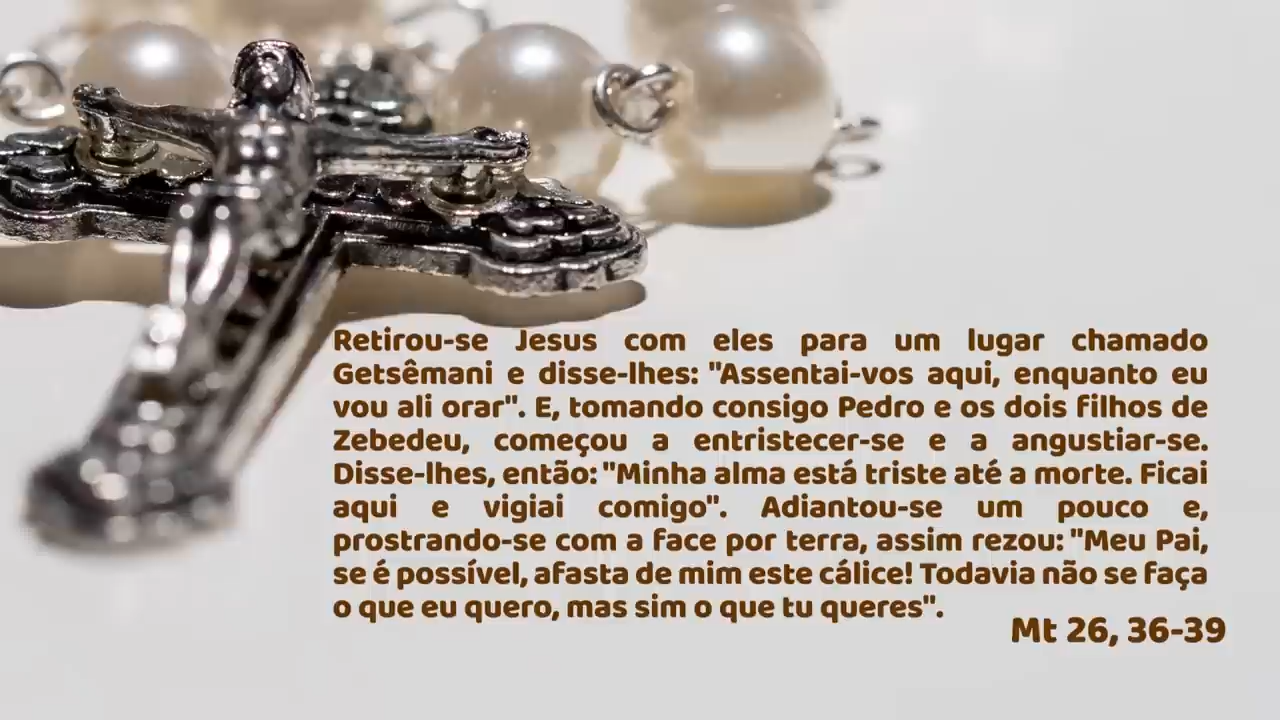 Retirou-se Jesus com eles para um lugar chamado
Getsêmani e disse-lhes: "Assentai-vos aqui, enquanto eu
vou ali orar". E, tomando consigo Pedro e os dois filhos de
Zebedeu, começou a entristecer-se e a angustiar-se.
Disse-lhes, então: "Minha alma está triste até a morte. Ficai
aqui e vigiai comigo". Adiantou-se um pouco e,
prostrando-se com a face por terra, assim rezou: "Meu Pai,
se é possível, afasta de mim este cálice! Todavia não se faça
o que eu quero, mas sim o que tu queres".
Mt 26, 36-39